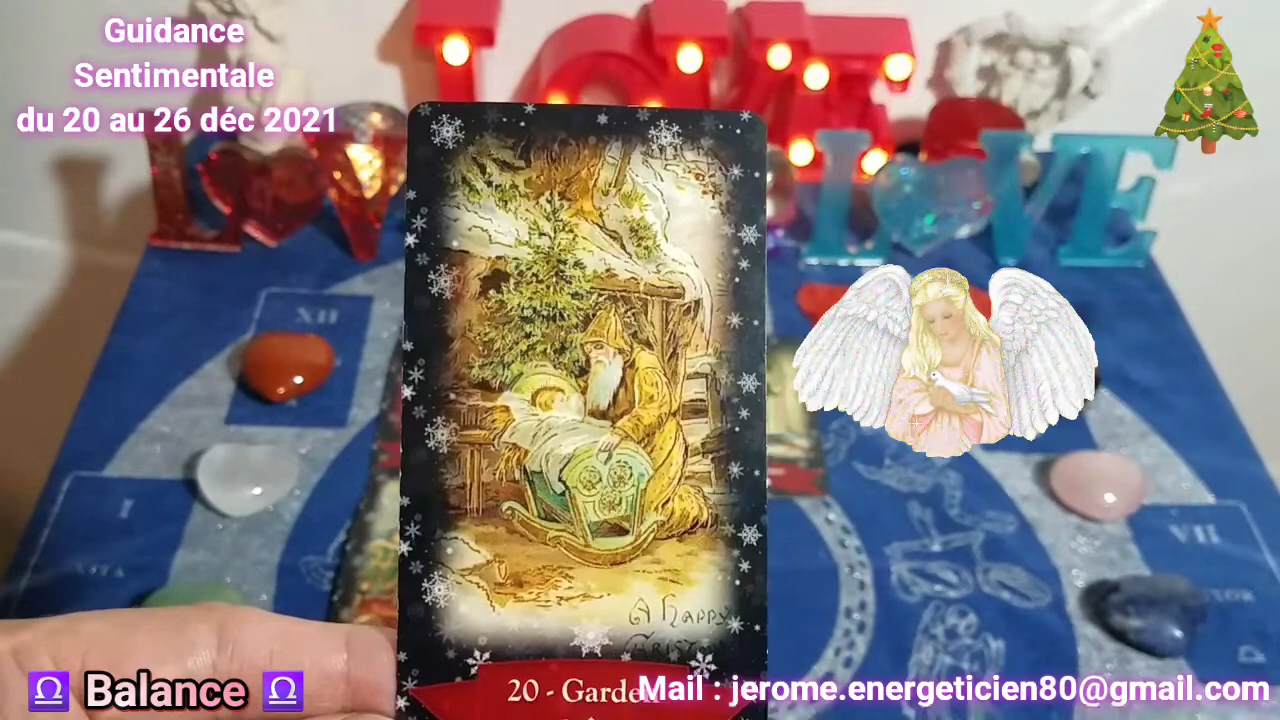 Guidance
Sentimentale
du 20 au 26 déc 2021
LOVE
LOVE
XII
I
VII
A Happy
Christ
20 - Garden
♎ Balance ♎
Mail : jerome.energeticien80@gmail.com